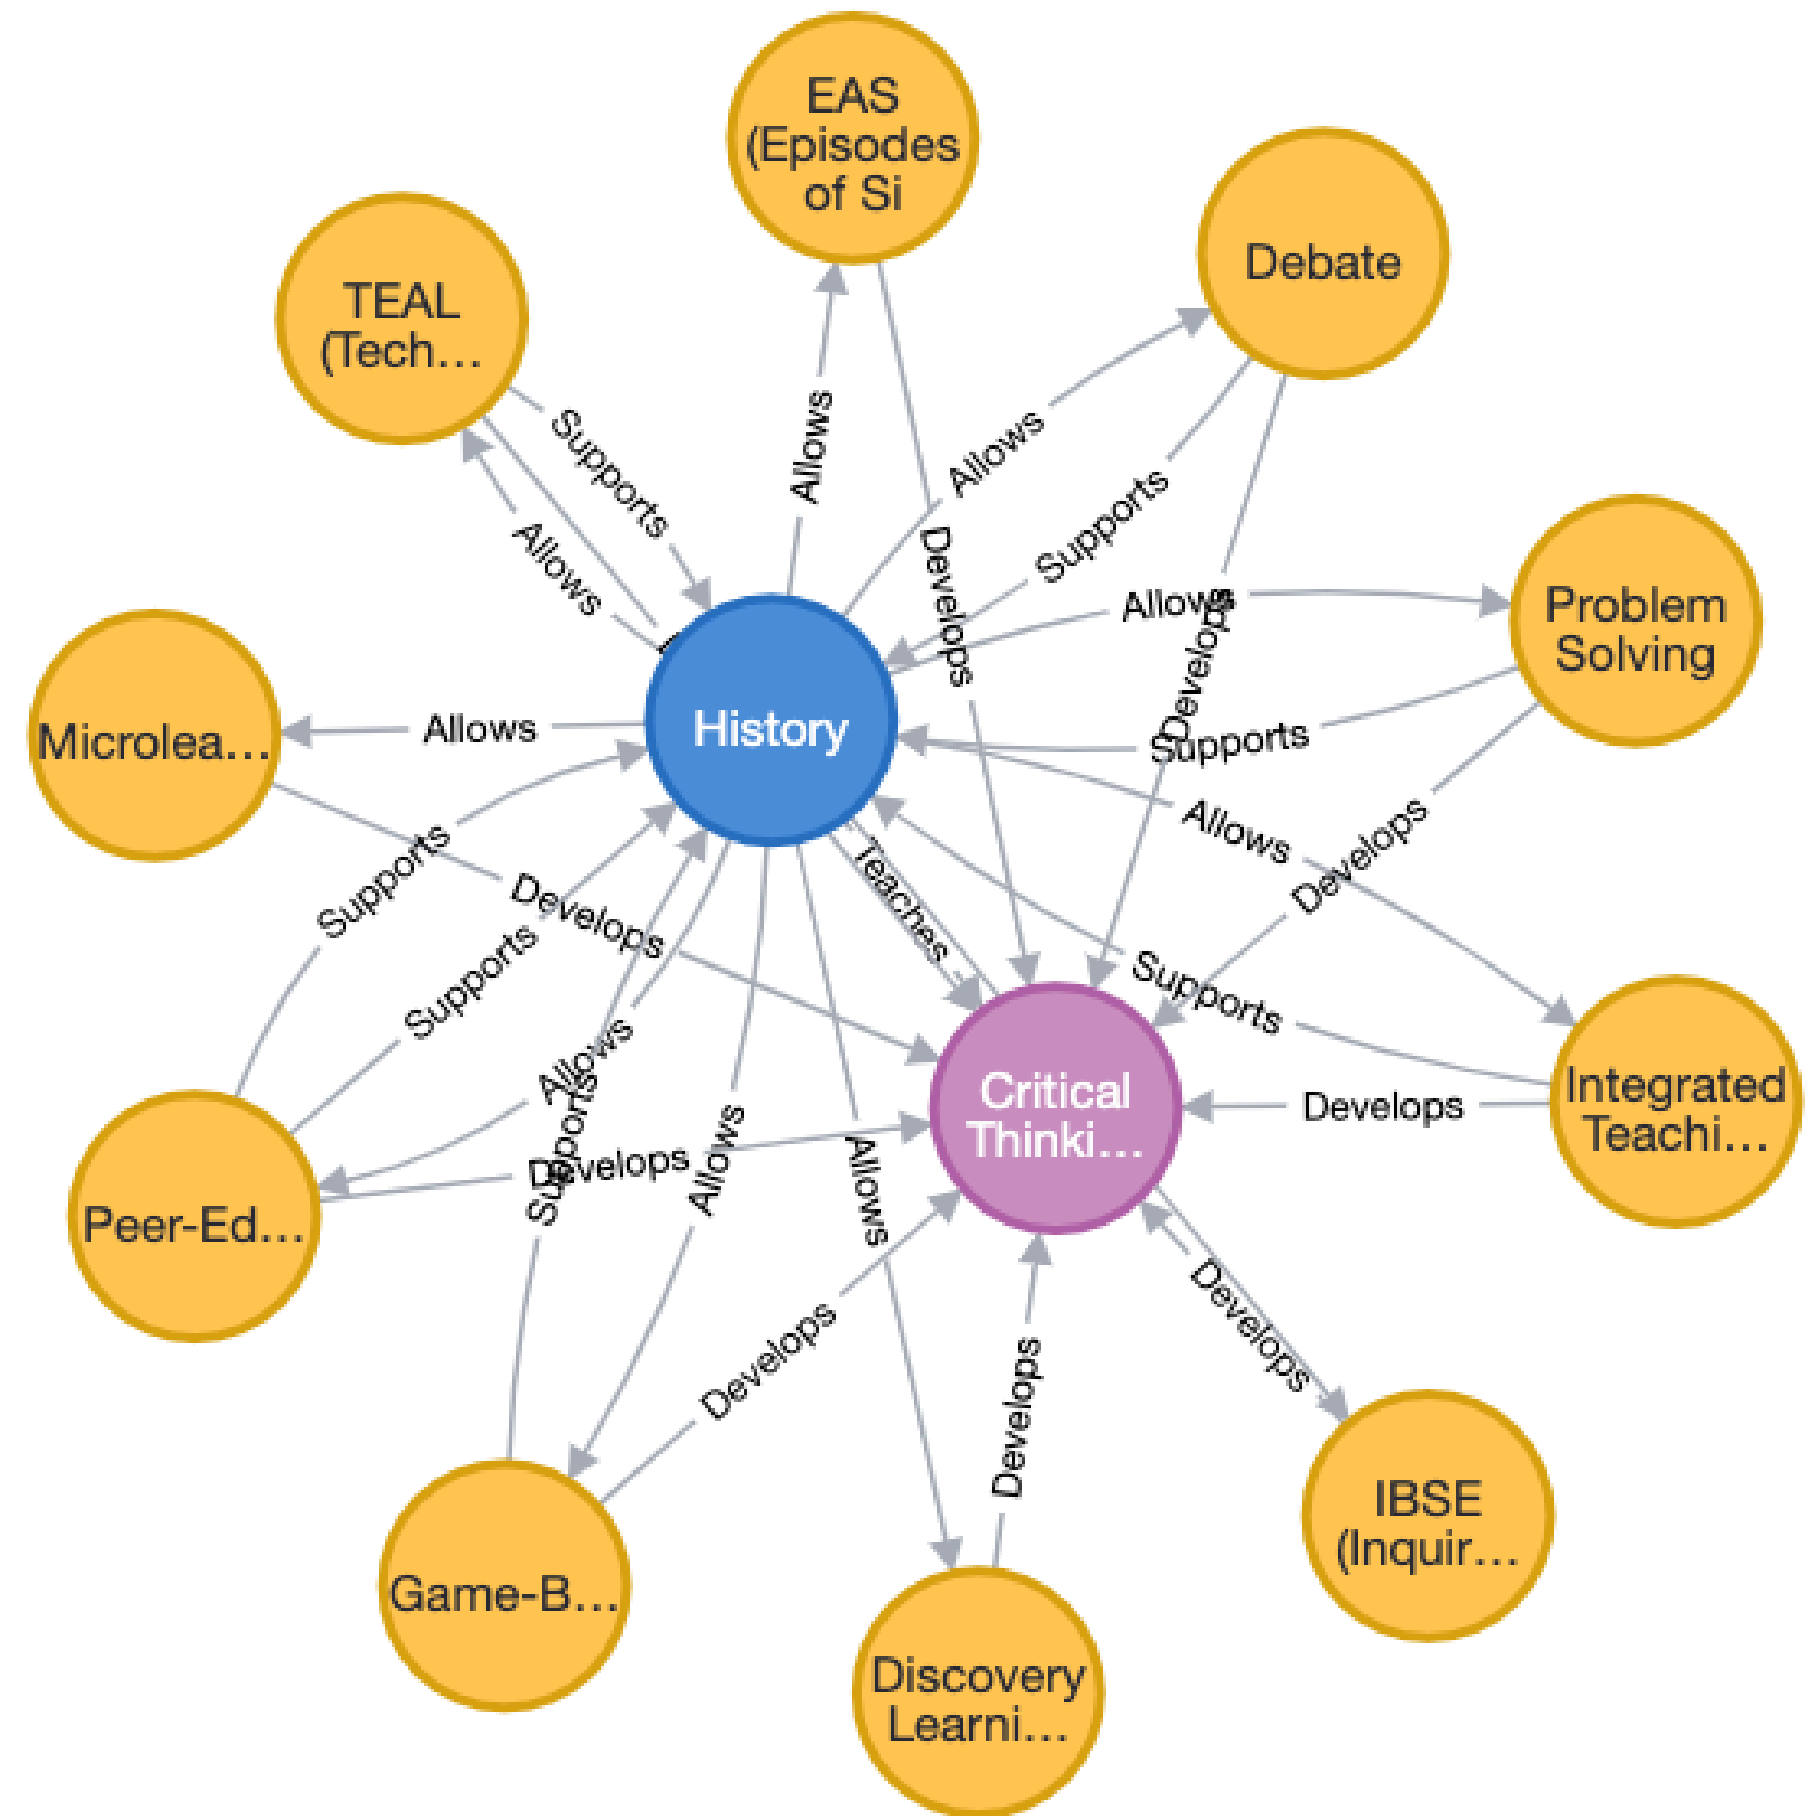 EAS
(Episodes
of Si
Debate
TEAL
(Tech…
Supports
Allows
Allows
Allows
Supports
Develops
Develops
Allows
Problem
Solving
History
Microlea…
Allows
Supports
Allows
Develops
Teaches
Supports
Develops
Supports
Supports
Allows
Supports
Develops
Allows
Allows
Critical
Thinki…
Develops
Integrated
Teachi…
Peer-Ed…
Develops
Develops
Develops
IBSE
(Inquir…
Game-B…
Discovery
Learni…